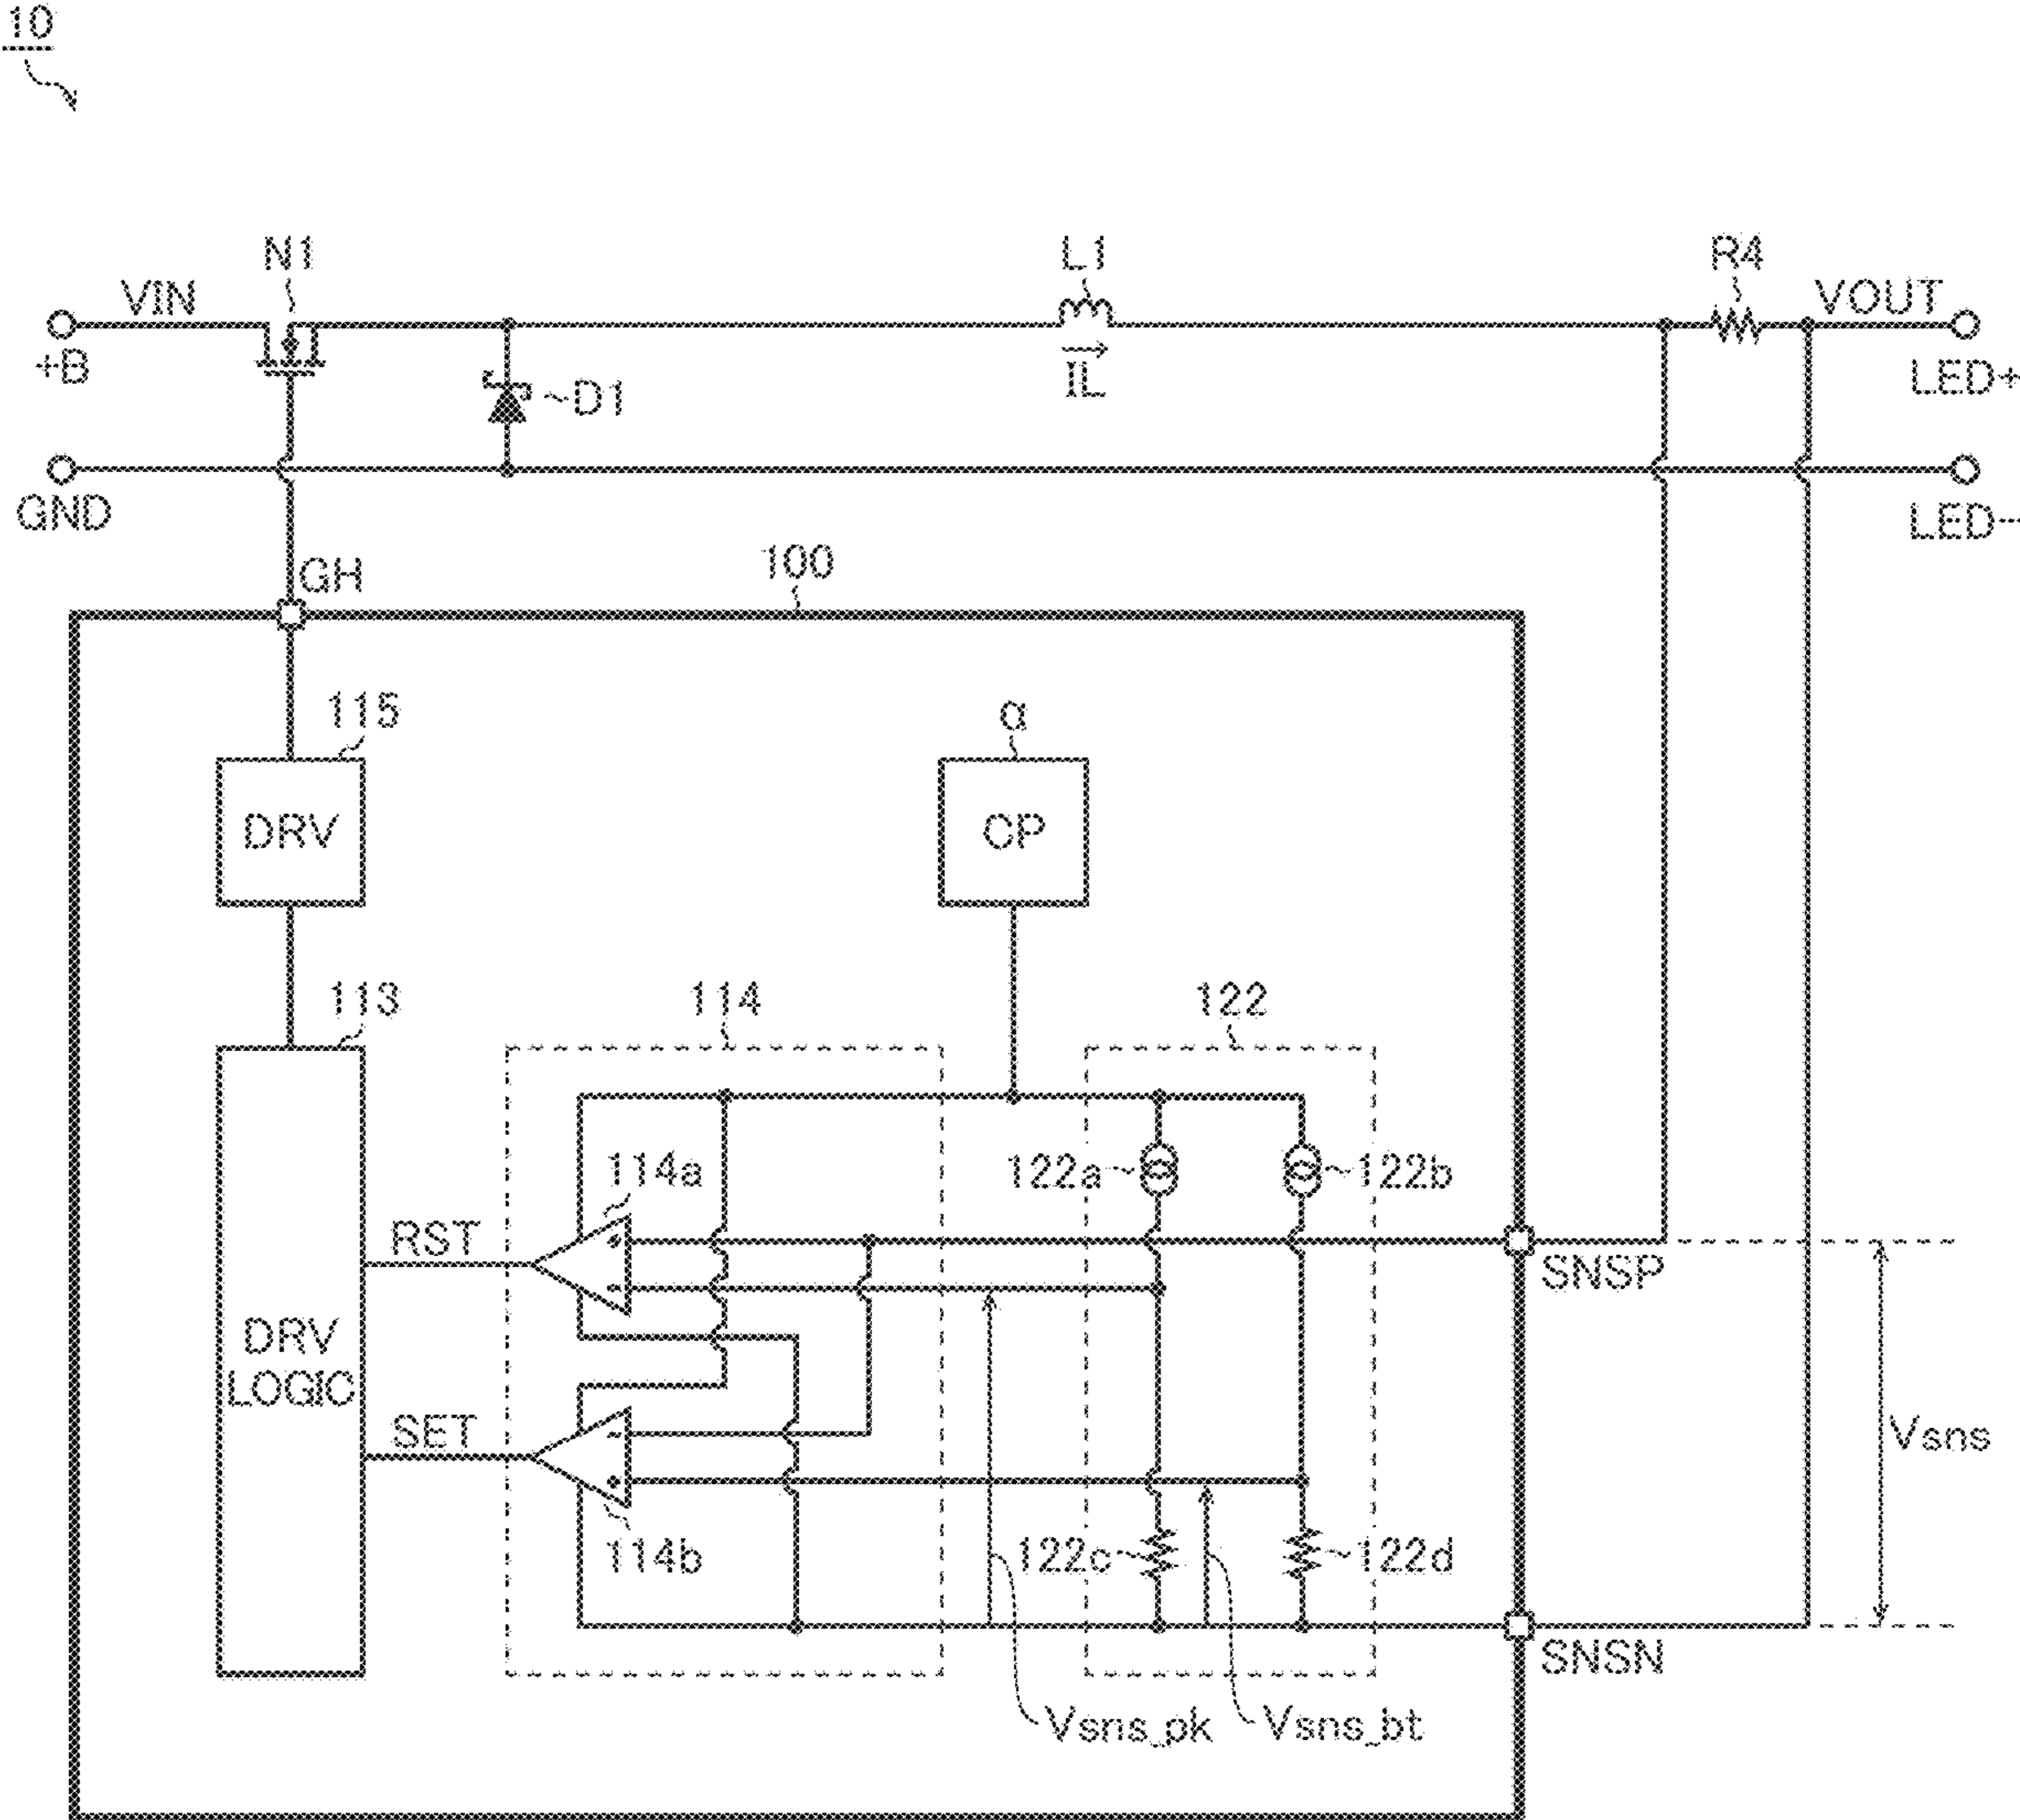 10
N1
L1
R4
VIN
VOUT
+B
IL
LED+
D1
GND
LED-
GH
100
115
α
DRV
CP
113
114
122
114a
122a
122b
RST
SNSP
DRV
LOGIC
SET
Vsns
114b
122c
122d
SNSN
Vsns_pk
Vsns_bt